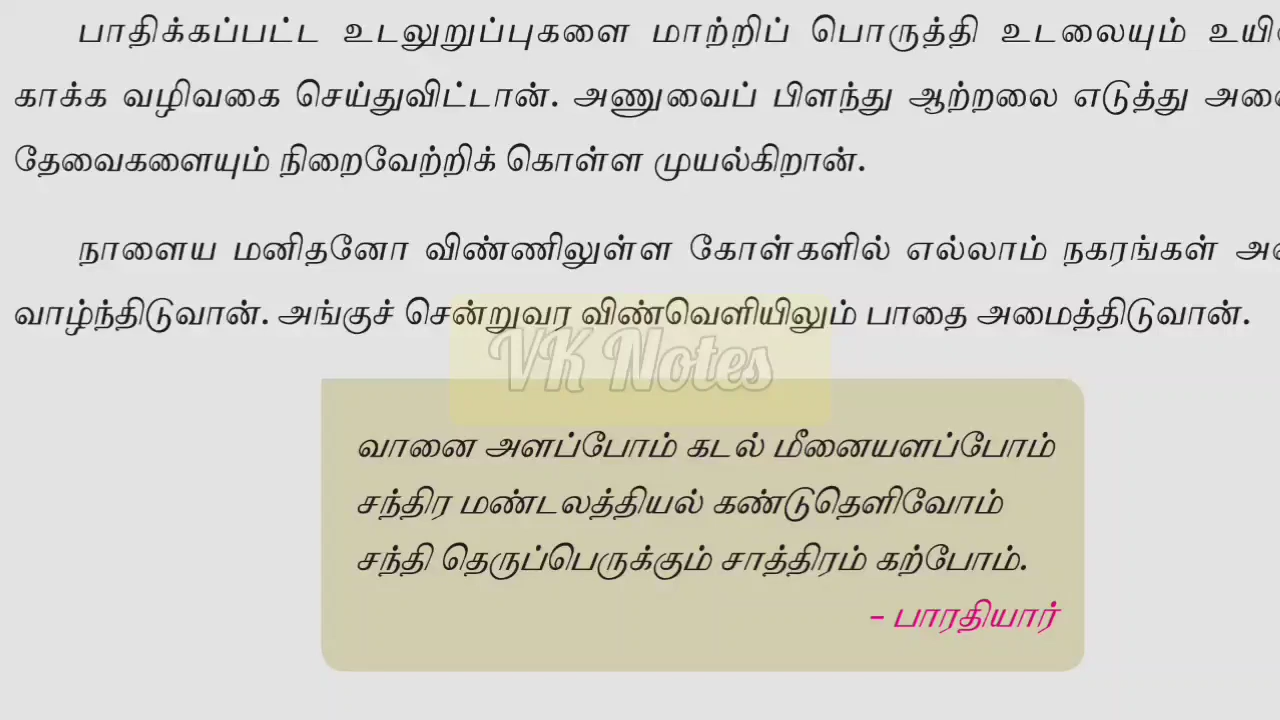 பாதிக்கப்பட்ட உடலுறுப்புகளை மாற்றிப் பொருத்தி உடலையும்
காக்க வழிவகை செய்துவிட்டான். அணுவைப் பிளந்து ஆற்றலை எடுத்து
தேவைகளையும் நிறைவேற்றிக் கொள்ள முயல்கிறான்.
நாளைய மனிதனோ விண்ணிலுள்ள கோள்களில் எல்லாம் நகரங்கள்
வாழ்ந்திடுவான். அங்குச் சென்றுவர விண்வெளியிலும் பாதை அமைத்திடுவான்.
VK Notes
வானை அளப்போம் கடல் மீனையளப்போம்
சந்திர மண்டலத்தியல் கண்டுதெளிவோம்
சந்தி தெருப்பெருக்கும் சாத்திரம் கற்போம்.
- பாரதியார்